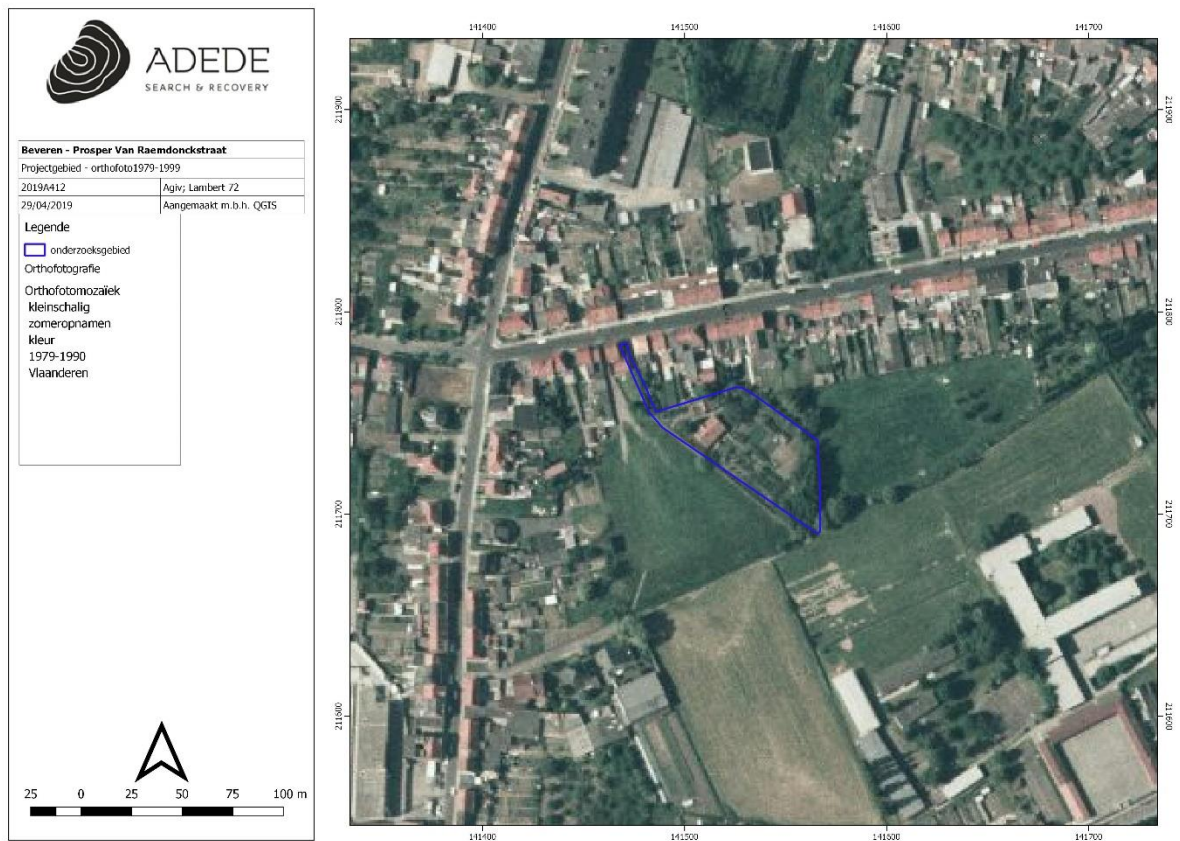 ADEDE
SEARCH & RECOVERY
Beveren - Prosper Van Raemdonckstraat
Projectgebied - orthofoto1979-1999
2019A412 Agiv; Lambert 72
29/04/2019 Aangemaakt m.b.h. QGIS
Legende
onderzoeksgebied
Orthofotografie
Orthofotomozaïek
kleinschalig
zomeropnamen
kleur
1979-1990
Vlaanderen
25 0 25 50 75 100 m
141400 141500 141600 141700
211900 211900
211800 211800
211700 211700
211600 211600
141400 141500 141600 141700